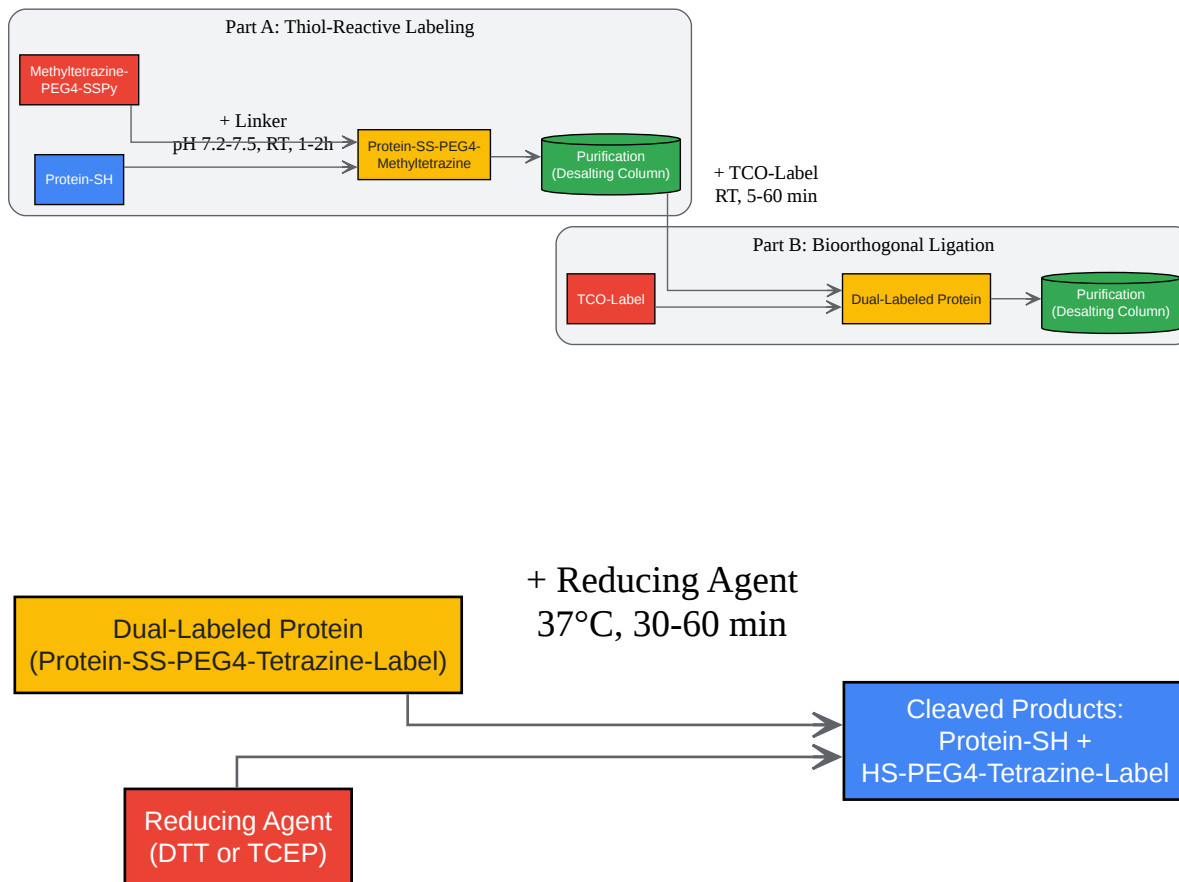 Part A: Thiol-Reactive Labeling
Methyltetrazine-
PEG4-SSPy
+ Linker
pH 7.2-7.5, RT, 1-2h
Protein-SH
Protein-SS-PEG4-
Methyltetrazine
Purification
(Desalting Column)
+ TCO-Label
RT, 5-60 min
Part B: Bioorthogonal Ligation
TCO-Label
Dual-Labeled Protein
Purification
(Desalting Column)
+ Reducing Agent
37°C, 30-60 min
Dual-Labeled Protein
(Protein-SS-PEG4-Tetrazine-Label)
Cleaved Products:
Protein-SH +
HS-PEG4-Tetrazine-Label
Reducing Agent
(DTT or TCEP)